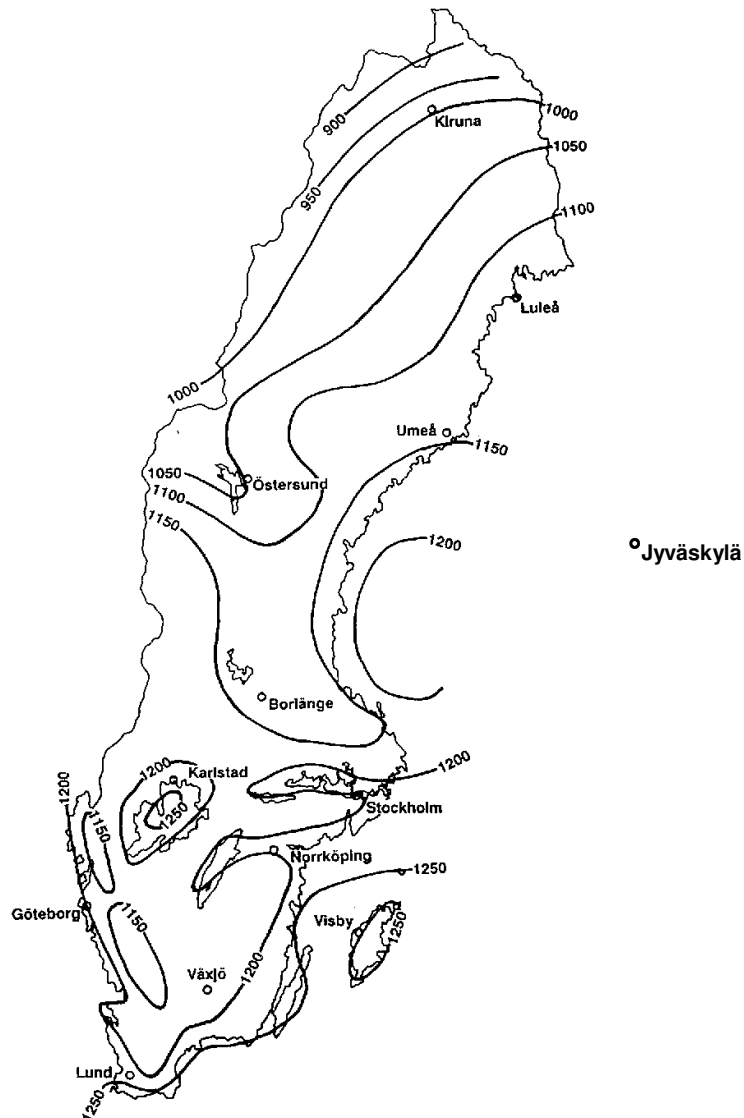 900
Kiruna
1000
1050
950
1100
Luleå
1000
Umeå
1150
1050
Östersund
1100
1150
1200
Jyväskylä
Borlänge
1200
1200
Karlstad
1200
1250
Stockholm
1150
Norrköping
1250
Göteborg
1150
Visby
1250
1200
Växjö
Lund
1250